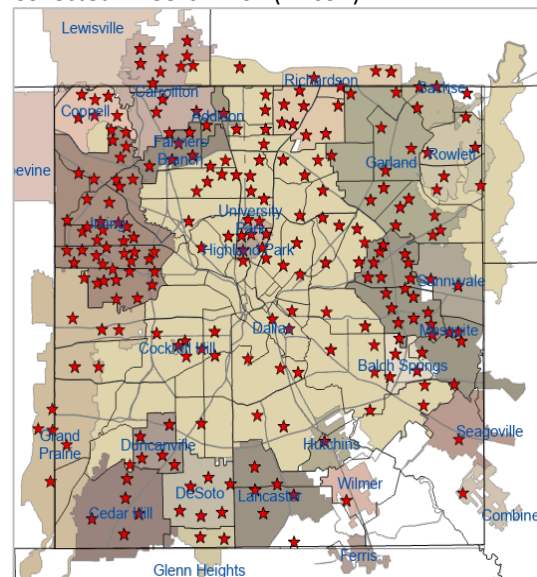 Lewisville
Richardson
Carrollton
Sachse
Coppell
Addison
Farmers
Branch
Garland
Rowlett
evine
University
Park
Irving
Highland Park
Sunnyvale
Dallas
Mesquite
Cockrell Hill
Balch Springs
Grand
Prairie
Duncanville
Hutchins
Seagoville
DeSoto
Lancaster
Wilmer
Cedar Hill
Combine
Ferris
Glenn Heights